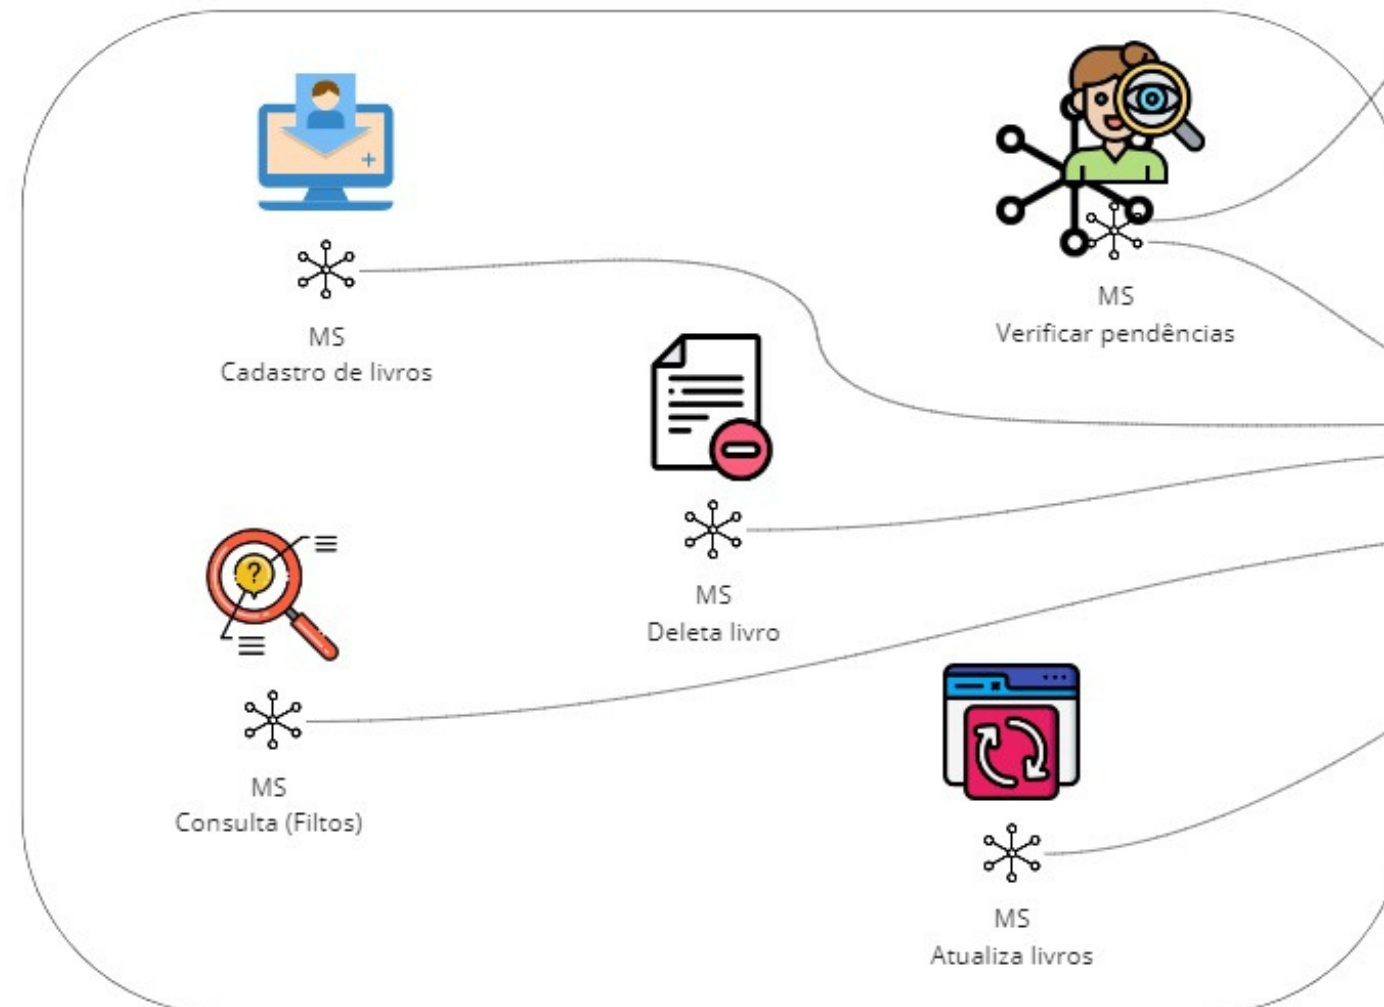 MS
Verificar pendências
MS
Cadastro de livros
MS
Deleta livro
?
MS
Consulta (Filtos)
MS
Atualiza livros